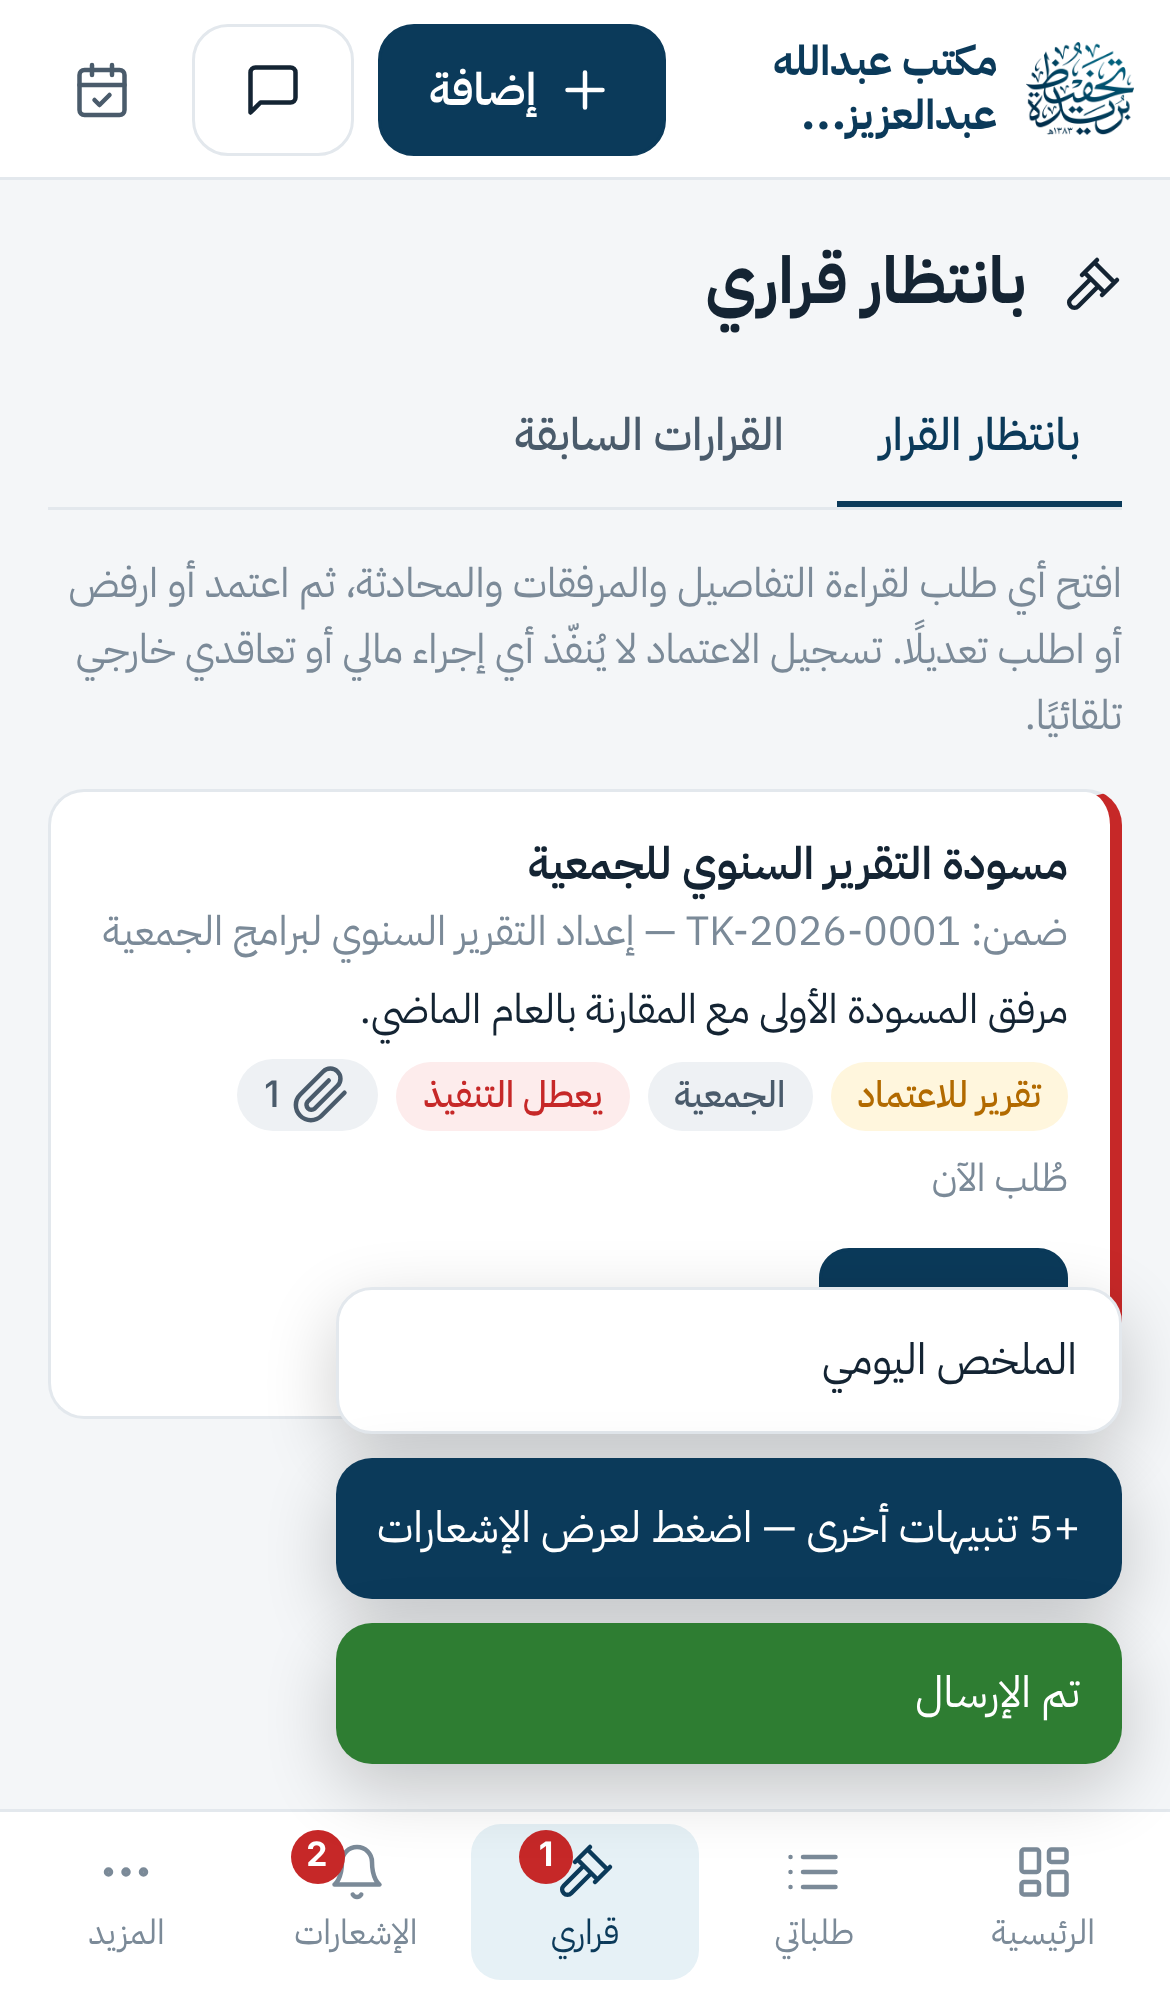 تحفيظ
بريدة
١٣٨٣هـ
مكتب عبدالله
عبدالعزيز...
إضافة
بانتظار قراري
بانتظار القرار
القرارات السابقة
افتح أي طلب لقراءة التفاصيل والمرفقات والمحادثة، ثم اعتمد أو ارفض
أو اطلب تعديلًا. تسجيل الاعتماد لا يُنفّذ أي إجراء مالي أو تعاقدي خارجي
تلقائيًا.
مسودة التقرير السنوي للجمعية
ضمن: TK-2026-0001 — إعداد التقرير السنوي لبرامج الجمعية
مرفق المسودة الأولى مع المقارنة بالعام الماضي.
تقرير للاعتماد
الجمعية
يعطل التنفيذ
1
طُلب الآن
الملخص اليومي
+5 تنبيهات أخرى — اضغط لعرض الإشعارات
تم الإرسال
الرئيسية
طلباتي
1
قراري
2
الإشعارات
المزيد